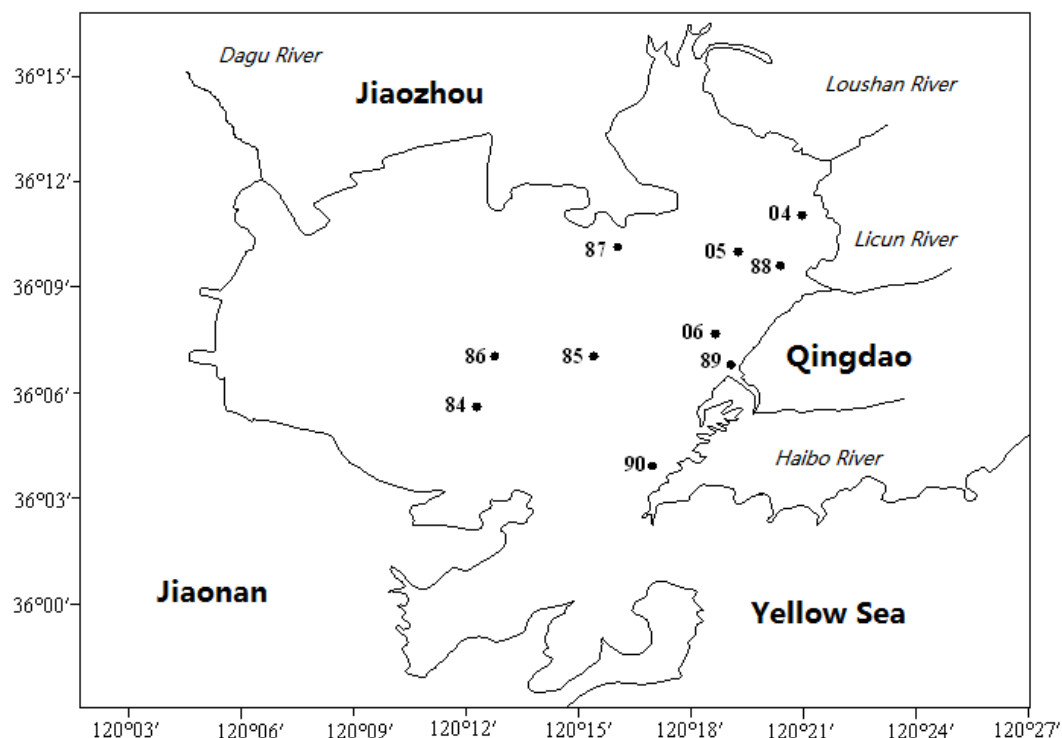 Dagu River
36°15′
Jiaozhou
Loushan River
36°12′
04
87
05
88
Licun River
36°09′
06
86
85
89
Qingdao
36°06′
84
90
Haibo River
36°03′
Jiaonan
36°00′
Yellow Sea
120°03′ 120°06′ 120°09′ 120°12′ 120°16′ 120°18′ 120°21′ 120°24′ 120°27′